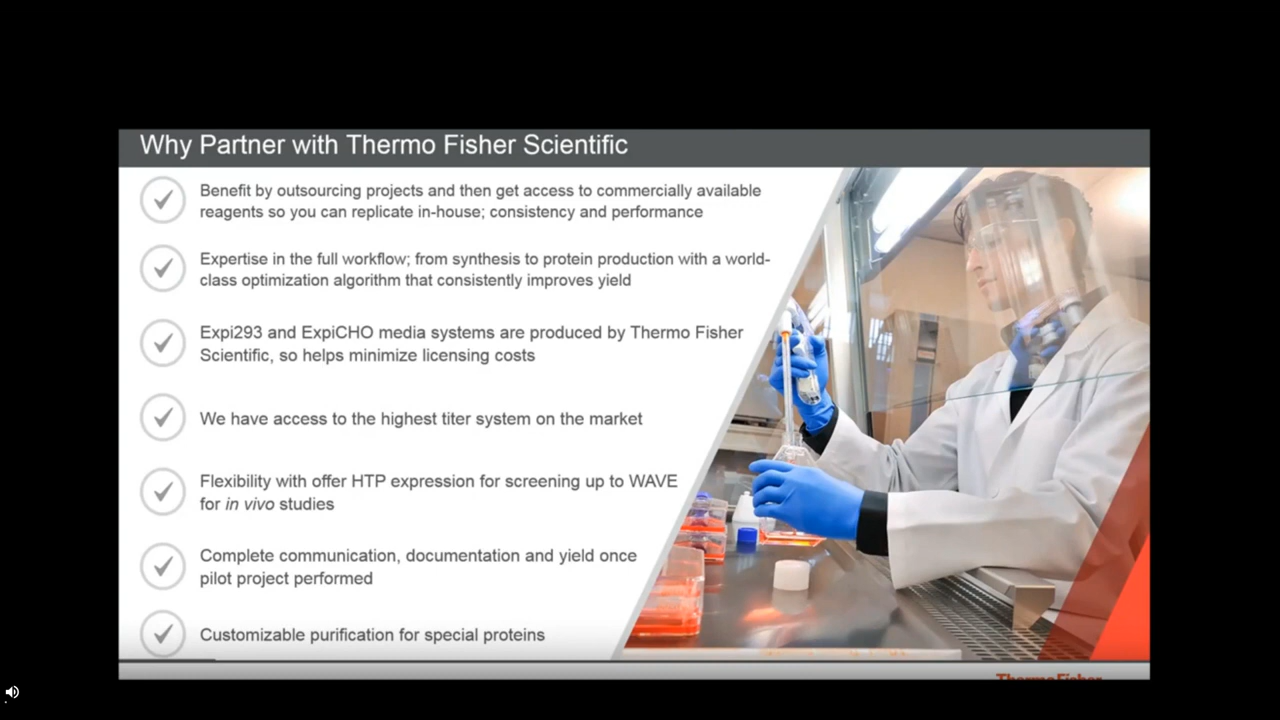 Why Partner with Thermo Fisher Scientific
Benefit by outsourcing projects and then get access to commercially available
reagents so you can replicate in-house; consistency and performance
Expertise in the full workflow; from synthesis to protein production with a world-
class optimization algorithm that consistently improves yield
Expi293 and ExpiCHO media systems are produced by Thermo Fisher
Scientific, so helps minimize licensing costs
We have access to the highest titer system on the market
Flexibility with offer HTP expression for screening up to WAVE
for in vivo studies
Complete communication, documentation and yield once
pilot project performed
Customizable purification for special proteins
ThermoFisher